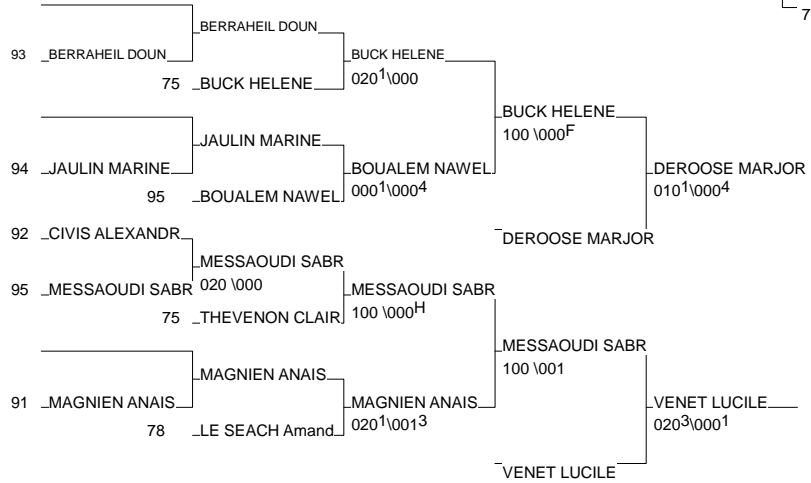 7
BERRAHEIL DOUN
93 BERRAHEIL DOUN
BUCK HELENE
75 BUCK HELENE
020¹\000
BUCK HELENE
100 \000F
JAULIN MARINE
94 JAULIN MARINE
BOUALEM NAWEL
DEROOSE MARJOR
95 BOUALEM NAWEL
000¹\000⁴
010¹\000⁴
92 CIVIS ALEXANDR
DEROOSE MARJOR
MESSAOUDI SABR
95 MESSAOUDI SABR
020 \000
MESSAOUDI SABR
75 THEVENON CLAIR
100 \000H
MESSAOUDI SABR
100 \001
MAGNIEN ANAIS
91 MAGNIEN ANAIS
MAGNIEN ANAIS
VENET LUCILE
78 LE SEACH Amand
020¹\001³
020³\000¹
VENET LUCILE